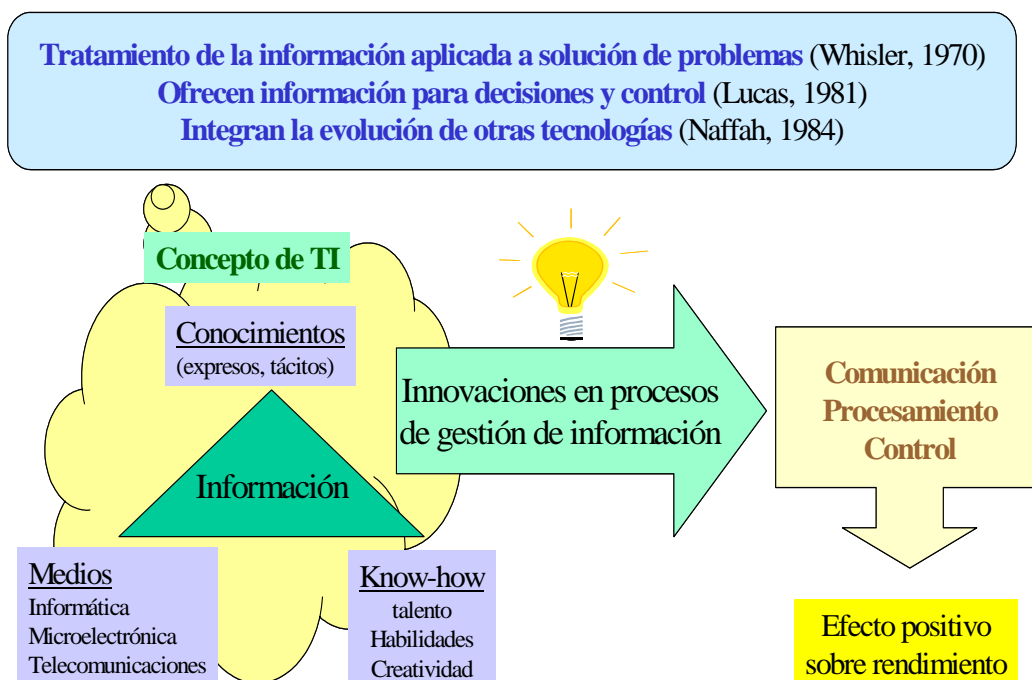 Tratamiento de la información aplicada a solución de problemas (Whisler, 1970)
Ofrecen información para decisiones y control (Lucas, 1981)
Integran la evolución de otras tecnologías (Naffah, 1984)
Concepto de TI
Conocimientos
(expresos, tácitos)
Información
Medios
Informática
Microelectrónica
Telecomunicaciones
Know-how
talento
Habilidades
Creatividad
Innovaciones en procesos
de gestión de información
Comunicación
Procesamiento
Control
Efecto positivo
sobre rendimiento